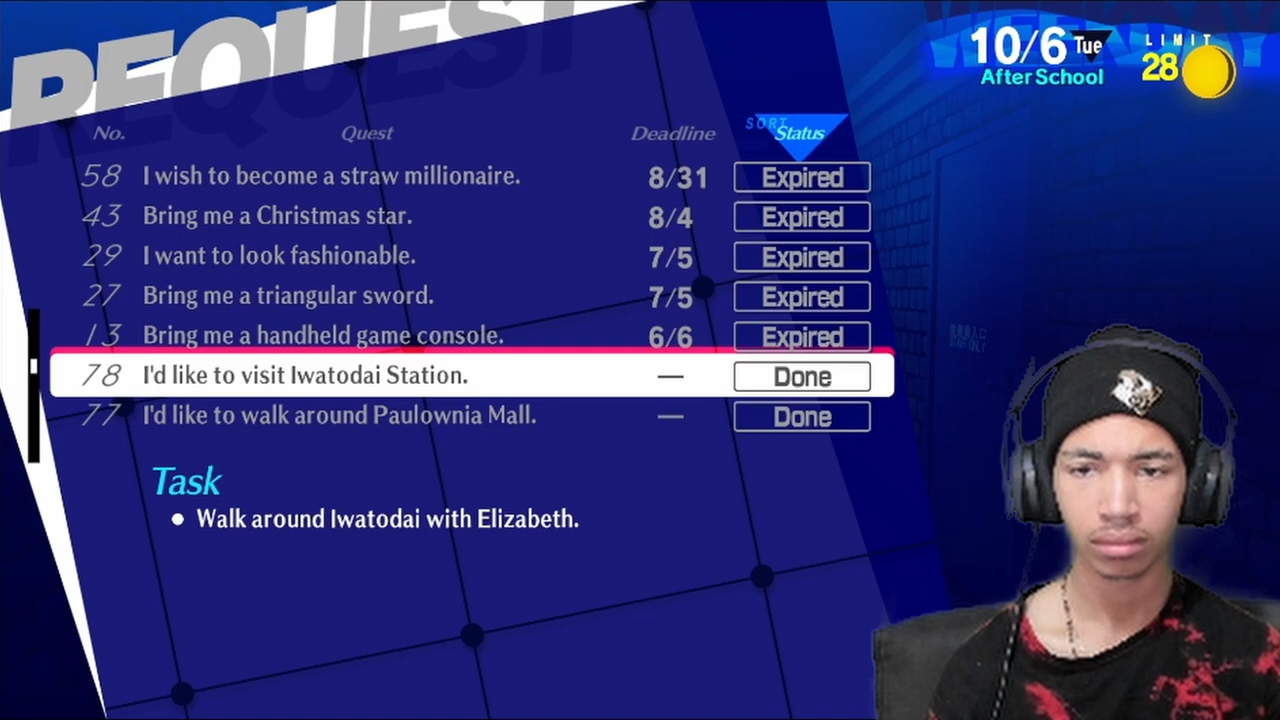 REQUEST
WEEKDAY
10/6 Tue
After School
LIMIT
28
No. Quest Deadline SORT Status
58 I wish to become a straw millionaire. 8/31 Expired
43 Bring me a Christmas star. 8/4 Expired
29 I want to look fashionable. 7/5 Expired
27 Bring me a triangular sword. 7/5 Expired
13 Bring me a handheld game console. 6/6 Expired
78 I'd like to visit Iwatodai Station. — Done
77 I'd like to walk around Paulownia Mall. — Done
Task
• Walk around Iwatodai with Elizabeth.